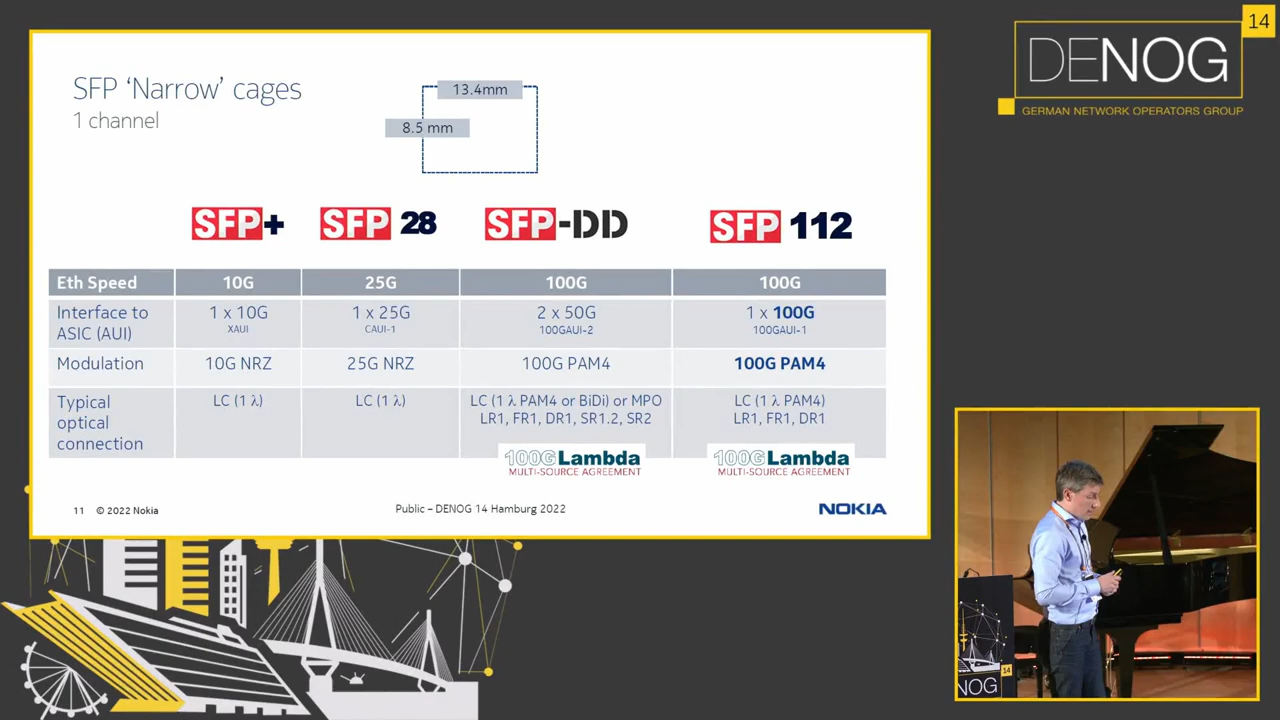 14
DENOG
GERMAN NETWORK OPERATORS GROUP
SFP ‘Narrow’ cages
1 channel
13.4mm
8.5 mm
SFP+
SFP 28
SFP-DD
SFP 112
Eth Speed 10G 25G 100G 100G
Interface to ASIC (AUI) 1 x 10G 1 x 25G 2 x 50G 1 x 100G
XAUI CAUI-1 100GAUI-2 100GAUI-1
Modulation 10G NRZ 25G NRZ 100G PAM4 100G PAM4
Typical optical connection LC (1 λ) LC (1 λ) LC (1 λ PAM4 or BiDi) or MPO LC (1 λ PAM4)
LR1, FR1, DR1, SR1.2, SR2 LR1, FR1, DR1
100G Lambda 100G Lambda
MULTI-SOURCE AGREEMENT MULTI-SOURCE AGREEMENT
11 © 2022 Nokia
Public – DENOG 14 Hamburg 2022
NOKIA
14
NOG